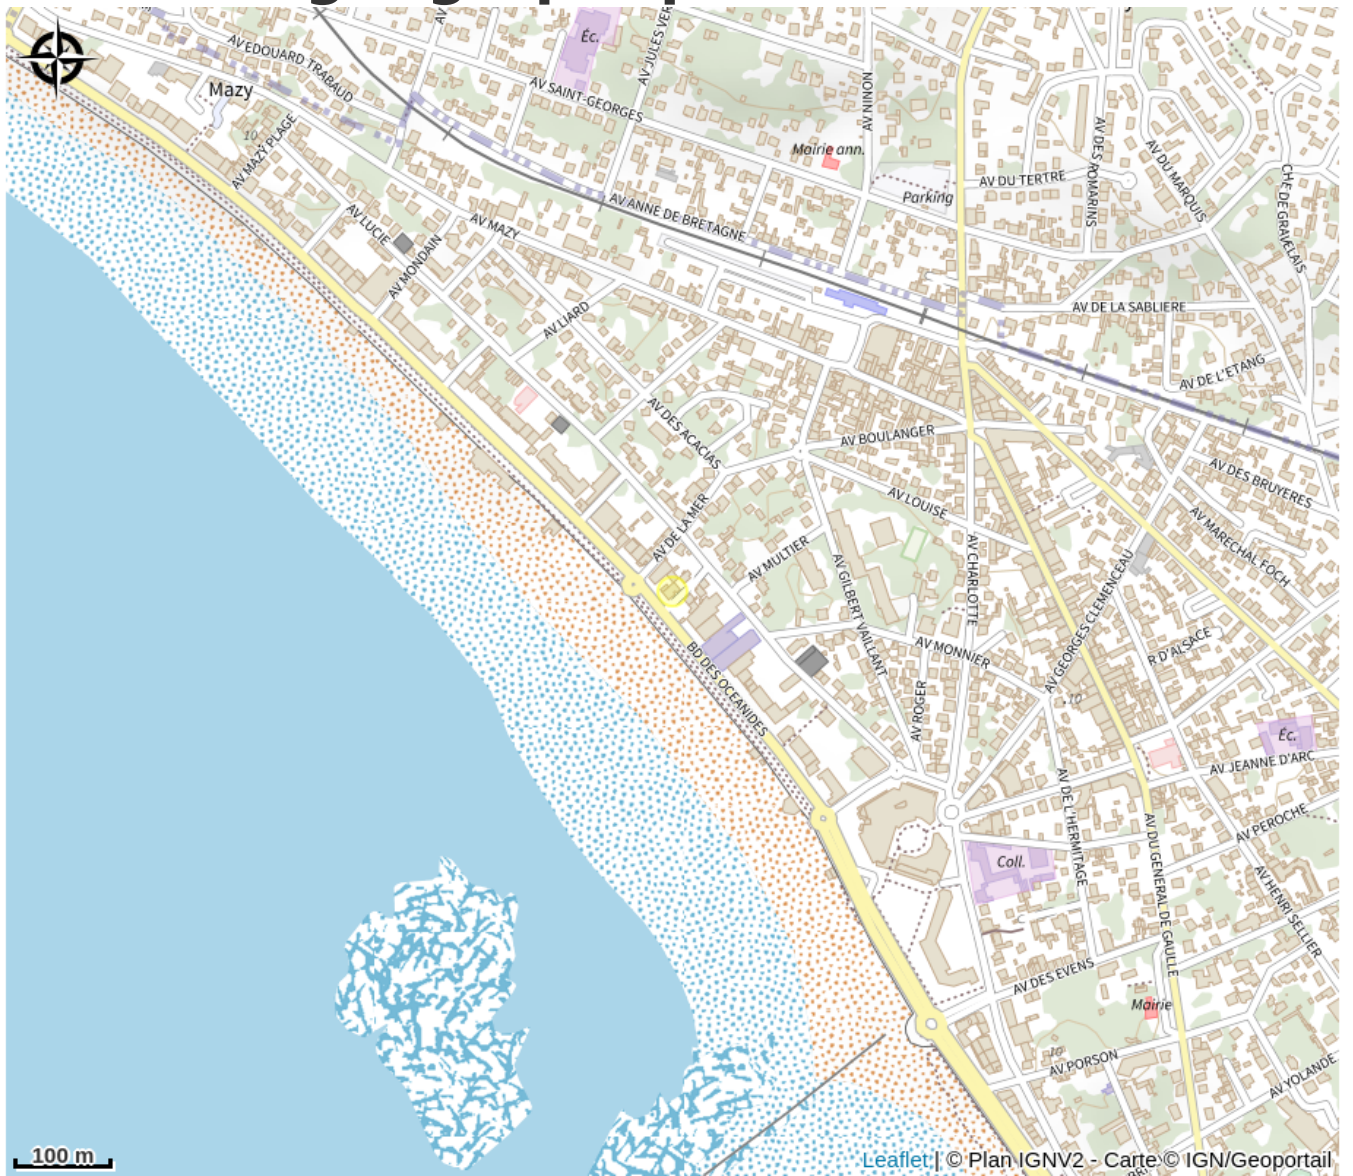 Éc.
AV JULES VER
AV EDOUARD TRABAUD
AV SAINT-GEORGES
AV NINON
Mazy
10
AV MAZY PLAGE
Mairie ann.
AV DU TERTRE
AV DES ROMARINS
AV DU MARQUIS
CHE DE GRAVELAIS
Parking
AV LUCIE
AV MAZY
AV ANNE DE BRETAGNE
AV MONDAIN
AV LIARD
AV DE LA SABLIERE
AV DE L'ETANG
AV DES ACACIAS
AV BOULANGER
AV DES BRUYERES
AV LOUISE
AV MARECHAL FOCH
AV DE LA MER
AV MULTIER
AV GILBERT VAILLANT
AV CHARLOTTE
AV GEORGES CLEMENCEAU
AV MONNIER
R D'ALSACE
BD DES OCEANIDES
AV ROGER
10
Éc.
AV JEANNE D'ARC
AV DE L'HERMITAGE
AV DU GENERAL DE GAULLE
AV PEROCHE
Coll.
AV HENRI SELLIER
AV DES EVENS
Mairie
10
AV PORSON
AV YOLANDE
100 m
Leaflet | © Plan IGNV2 - Carte © IGN/Geoportail